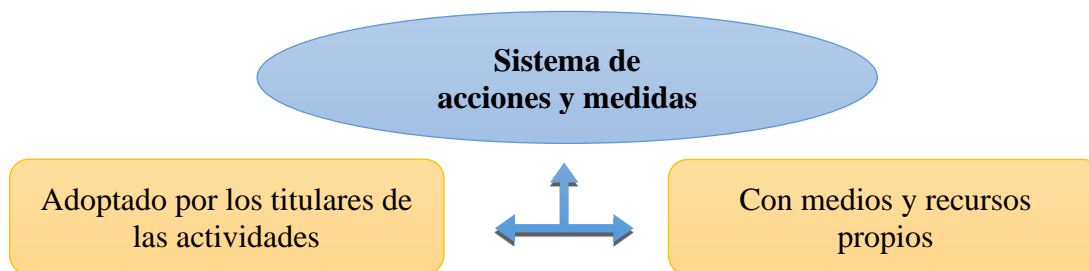 Sistema de
acciones y medidas
Adoptado por los titulares de
las actividades
Con medios y recursos
propios